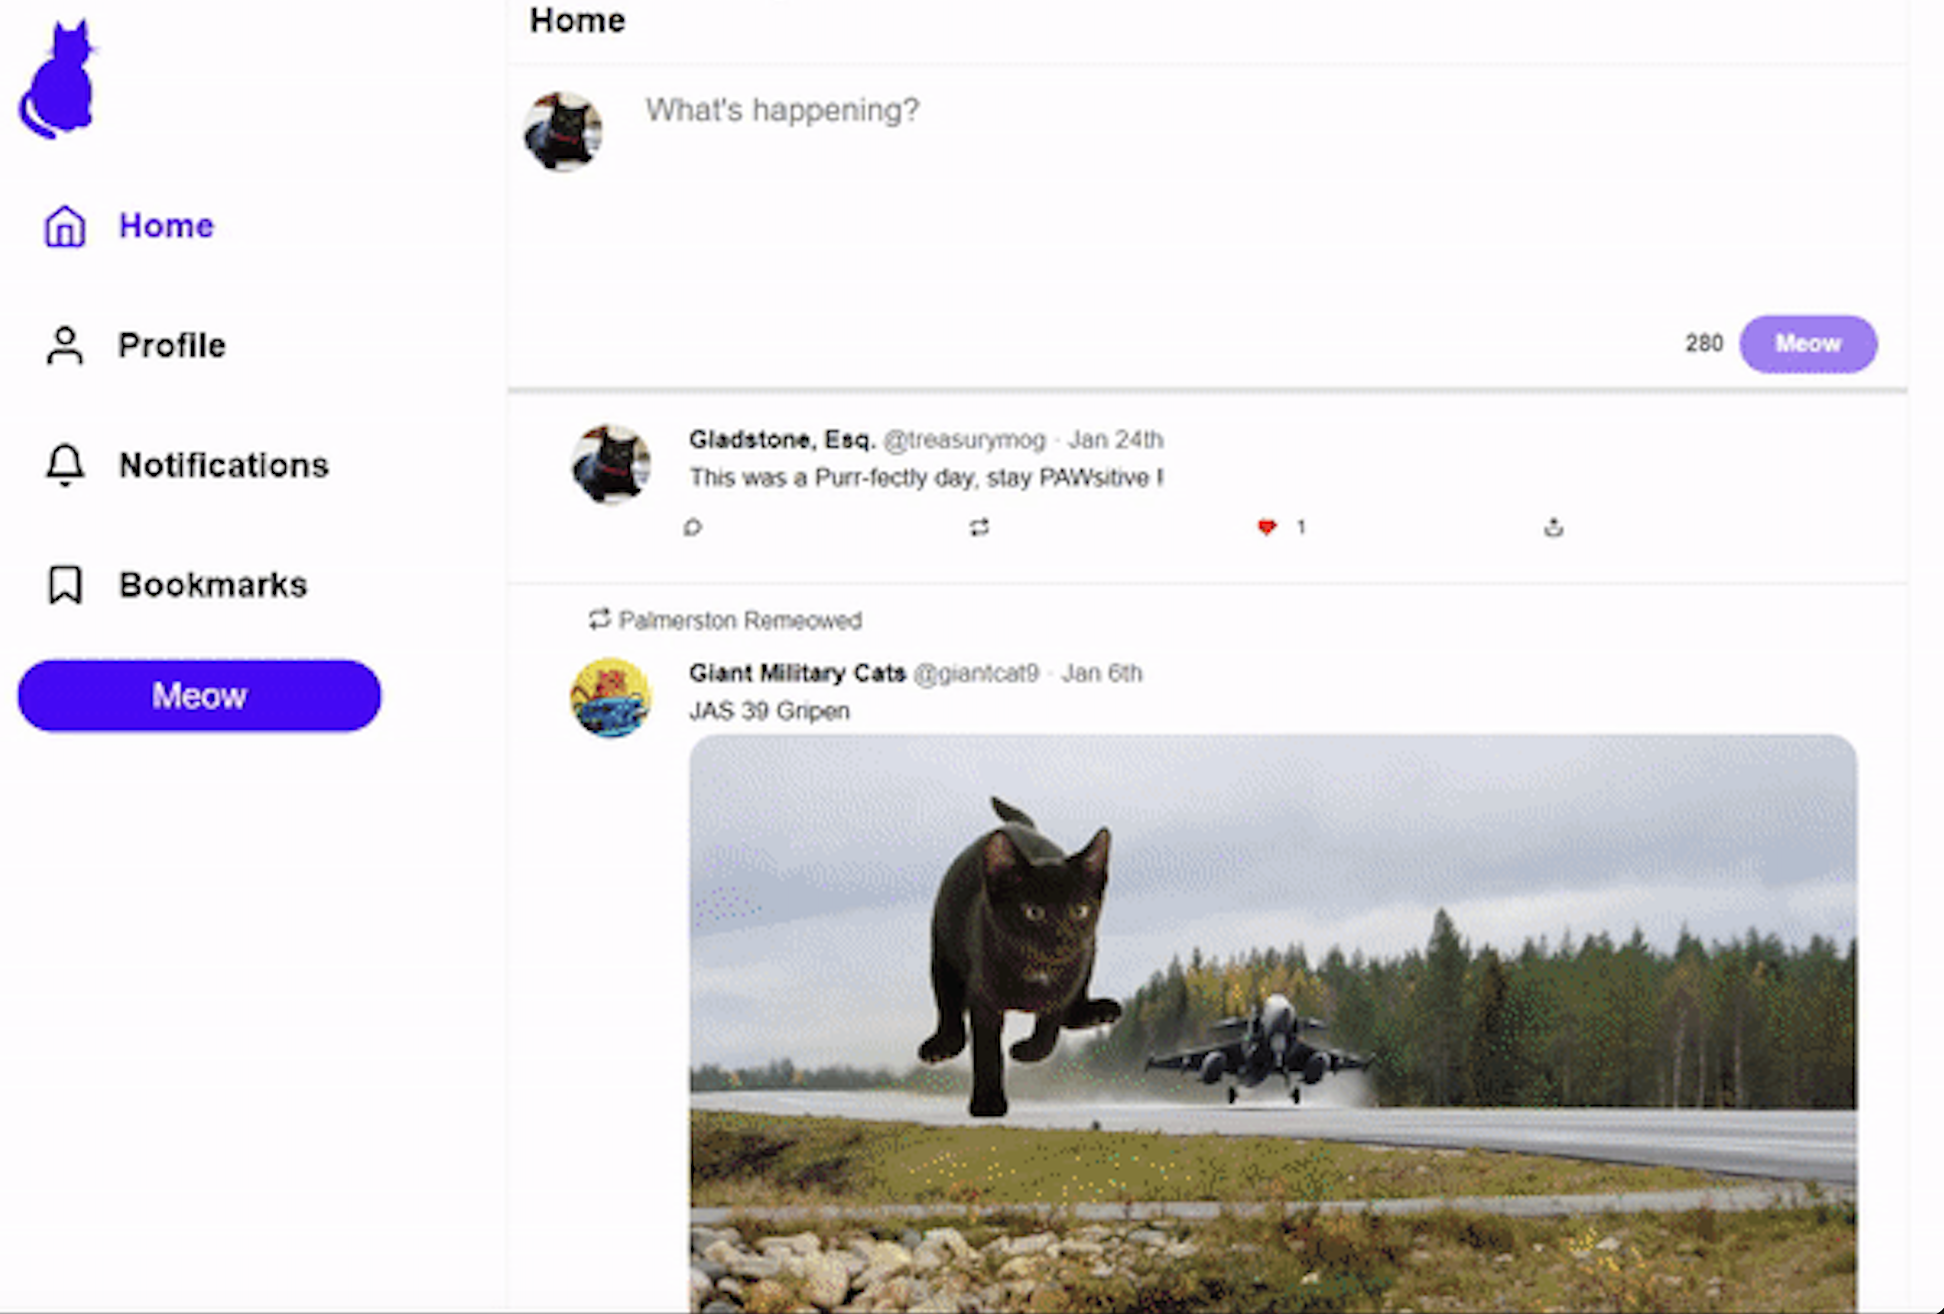 Home
What's happening?
Home
Profile
Notifications
Bookmarks
Meow
280 Meow
Gladstone, Esq. @treasurymog · Jan 24th
This was a Purr-fectly day, stay PAWsitive !
1
Palmerston Remeowed
Giant Military Cats @giantcat9 · Jan 6th
JAS 39 Gripen